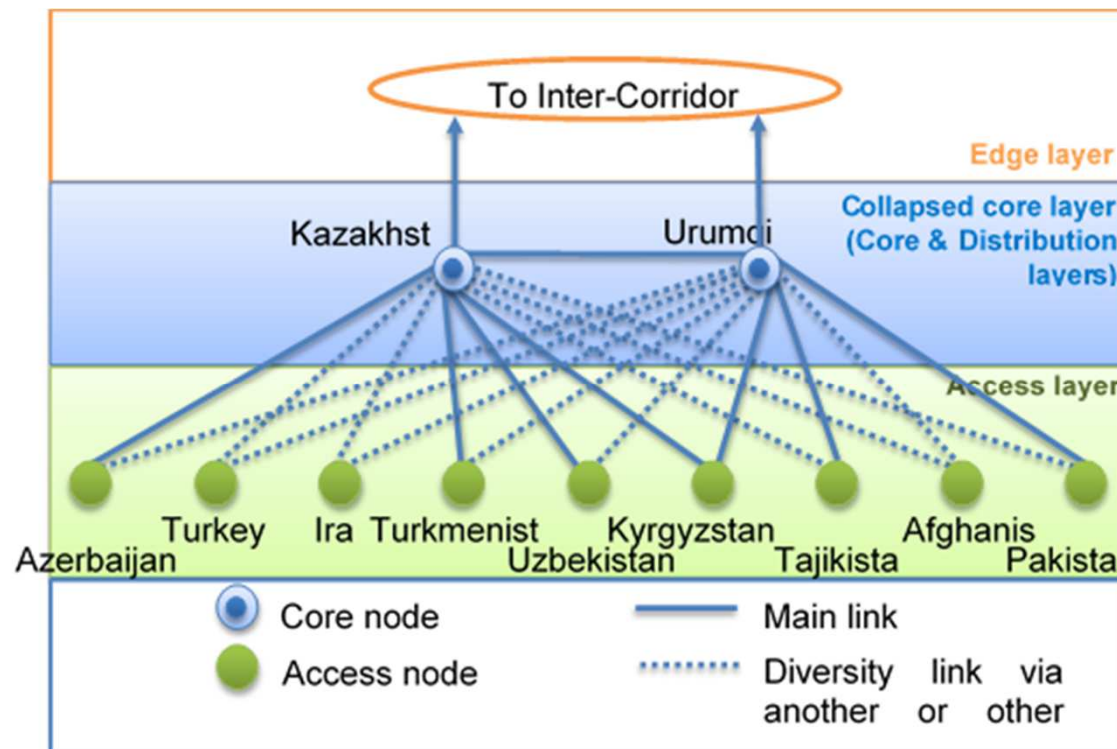 To Inter-Corridor
Edge layer
Collapsed core layer
(Core & Distribution
layers)
Kazakhst
Urumqi
Access layer
Turkey
Ira
Turkmenist
Kyrgyzstan
Afghanis
Azerbaijan
Uzbekistan
Tajikista
Pakista
Core node
Main link
Access node
Diversity link via
another or other